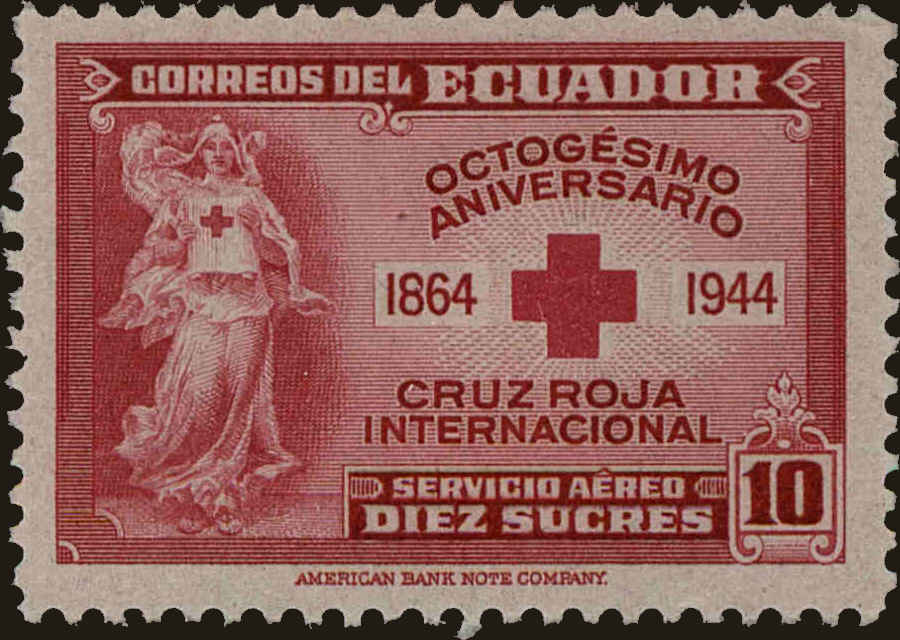 CORREOS DEL ECUADOR
OCTOGÉSIMO
ANIVERSARIO
1864 1944
CRUZ ROJA
INTERNACIONAL
SERVICIO AÉREO
DIEZ SUCRES
10
AMERICAN BANK NOTE COMPANY.